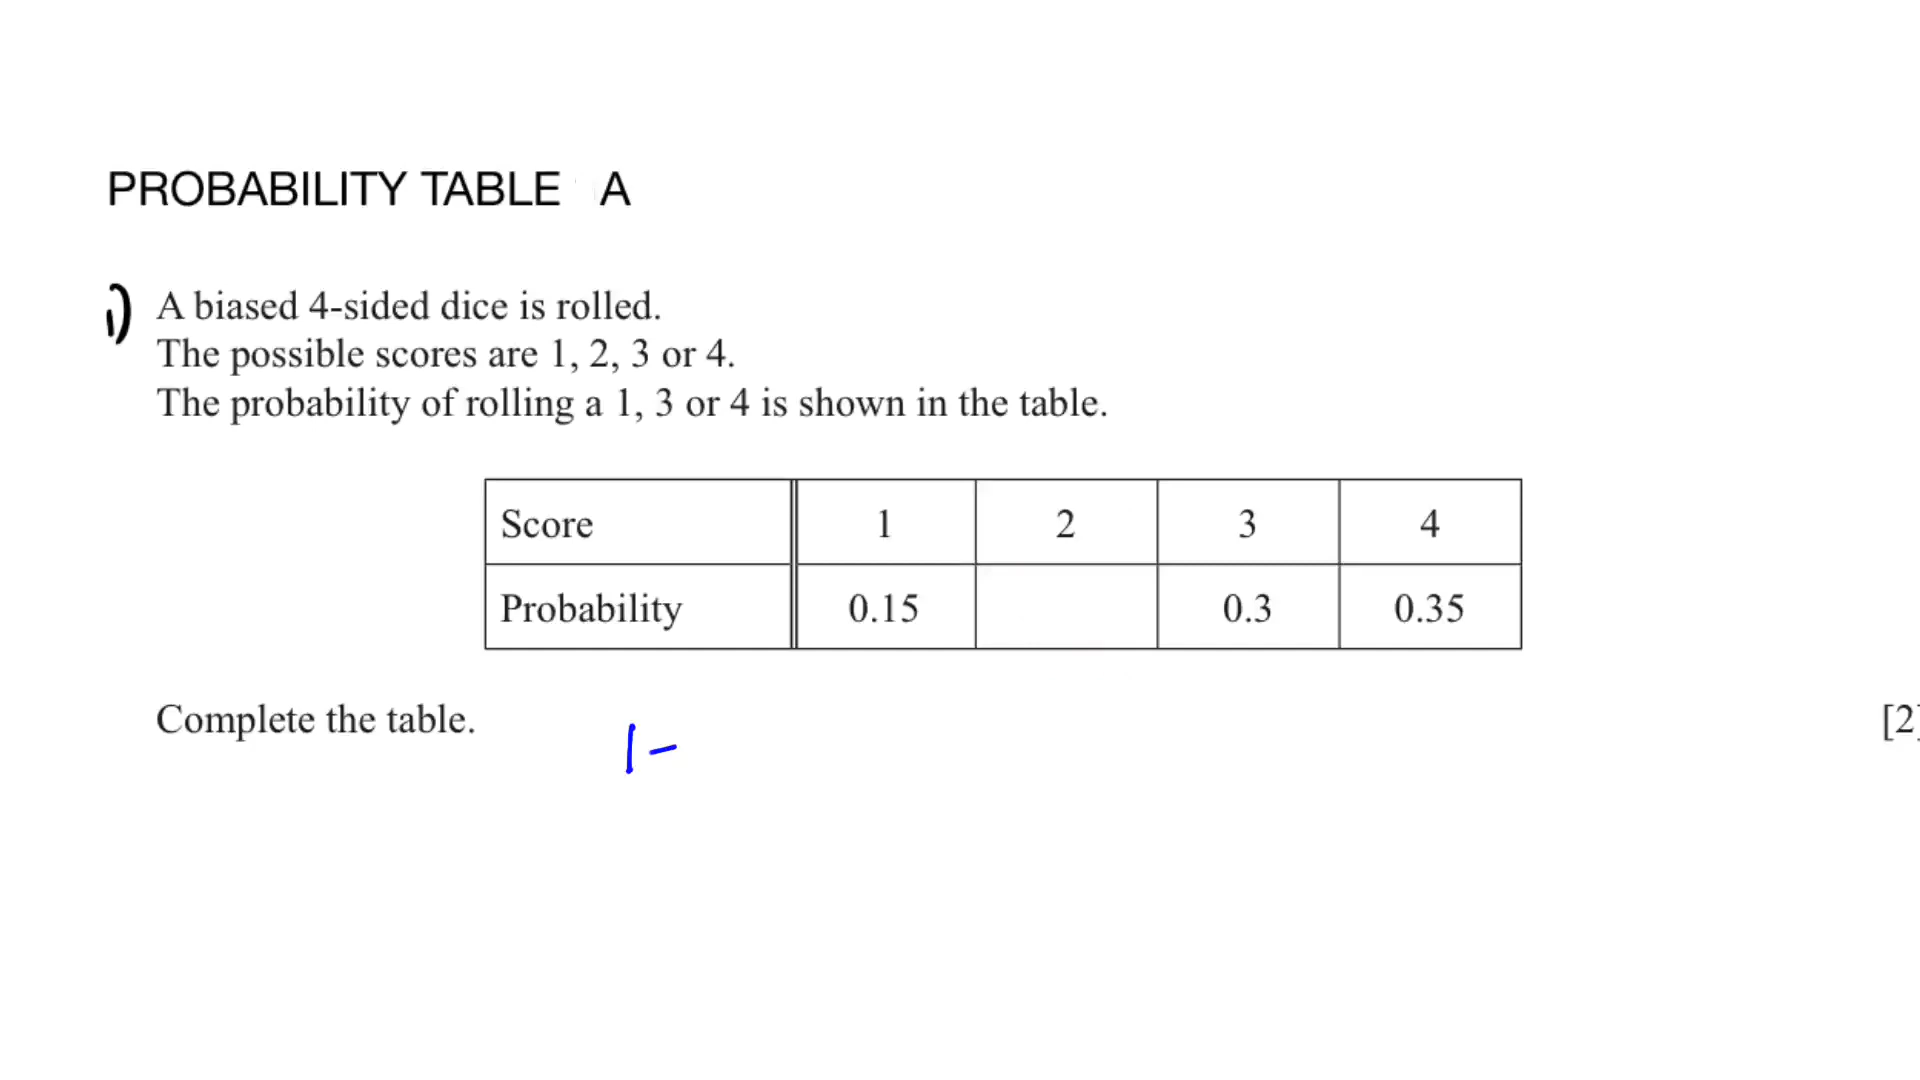 PROBABILITY TABLE A
1) A biased 4-sided dice is rolled.
The possible scores are 1, 2, 3 or 4.
The probability of rolling a 1, 3 or 4 is shown in the table.
Score 1 2 3 4
Probability 0.15 0.3 0.35
Complete the table. [2]
1 -